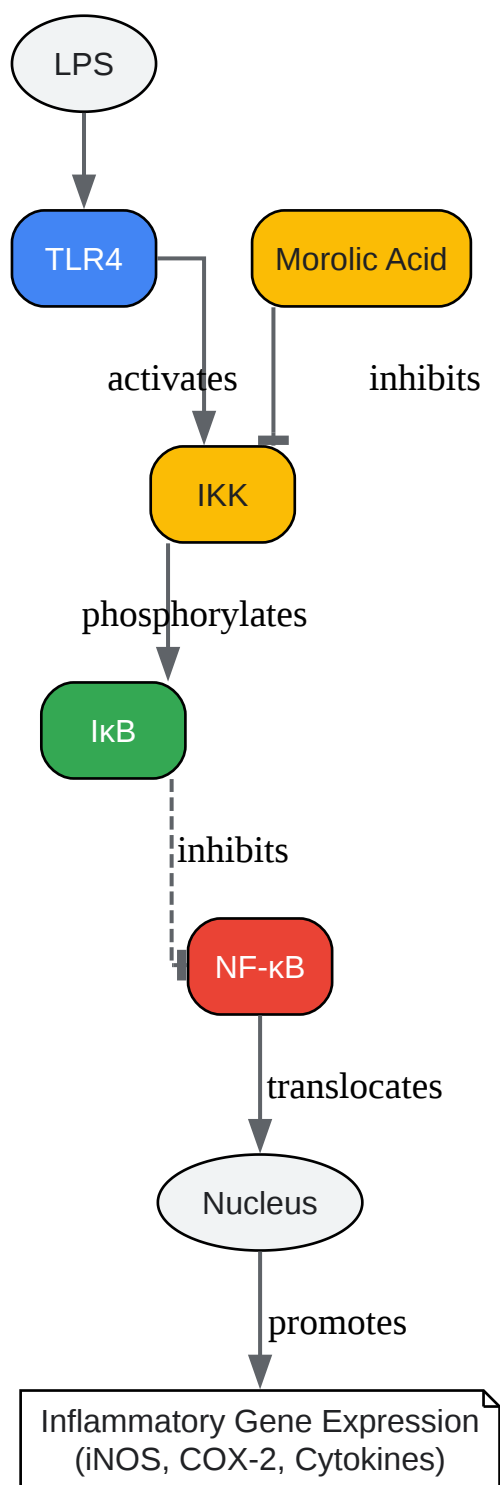 LPS
TLR4
Morolic Acid
activates
inhibits
IKK
phosphorylates
IκB
inhibits
NF-κB
translocates
Nucleus
promotes
Inflammatory Gene Expression
(iNOS, COX-2, Cytokines)